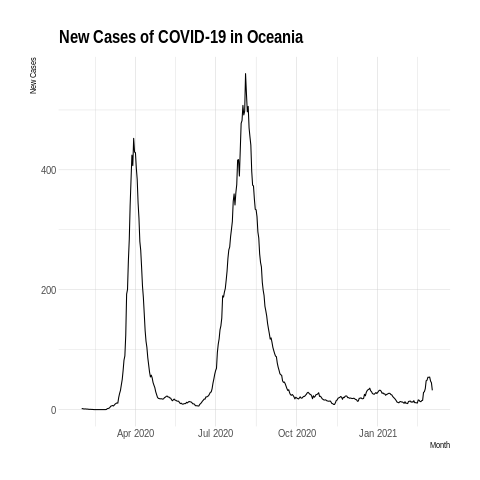 New Cases of COVID-19 in Oceania
New Cases
400
200
0
Apr 2020
Jul 2020
Oct 2020
Jan 2021
Month